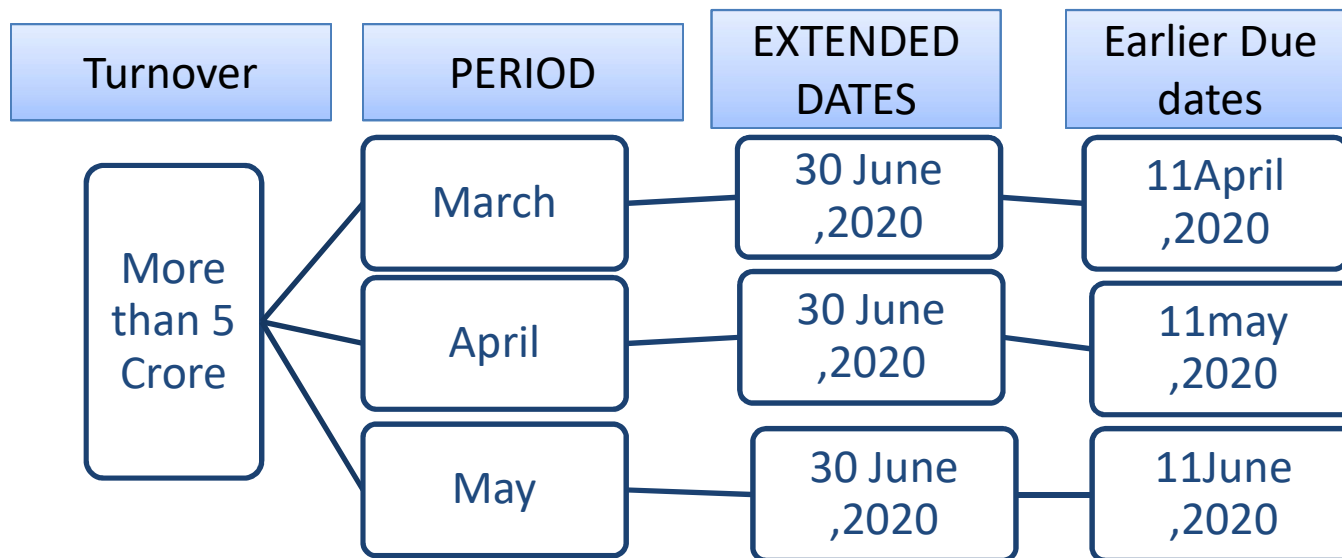 Turnover
PERIOD
EXTENDED
DATES
Earlier Due
dates
More
than 5
Crore
March
30 June
,2020
11April
,2020
April
30 June
,2020
11may
,2020
May
30 June
,2020
11June
,2020